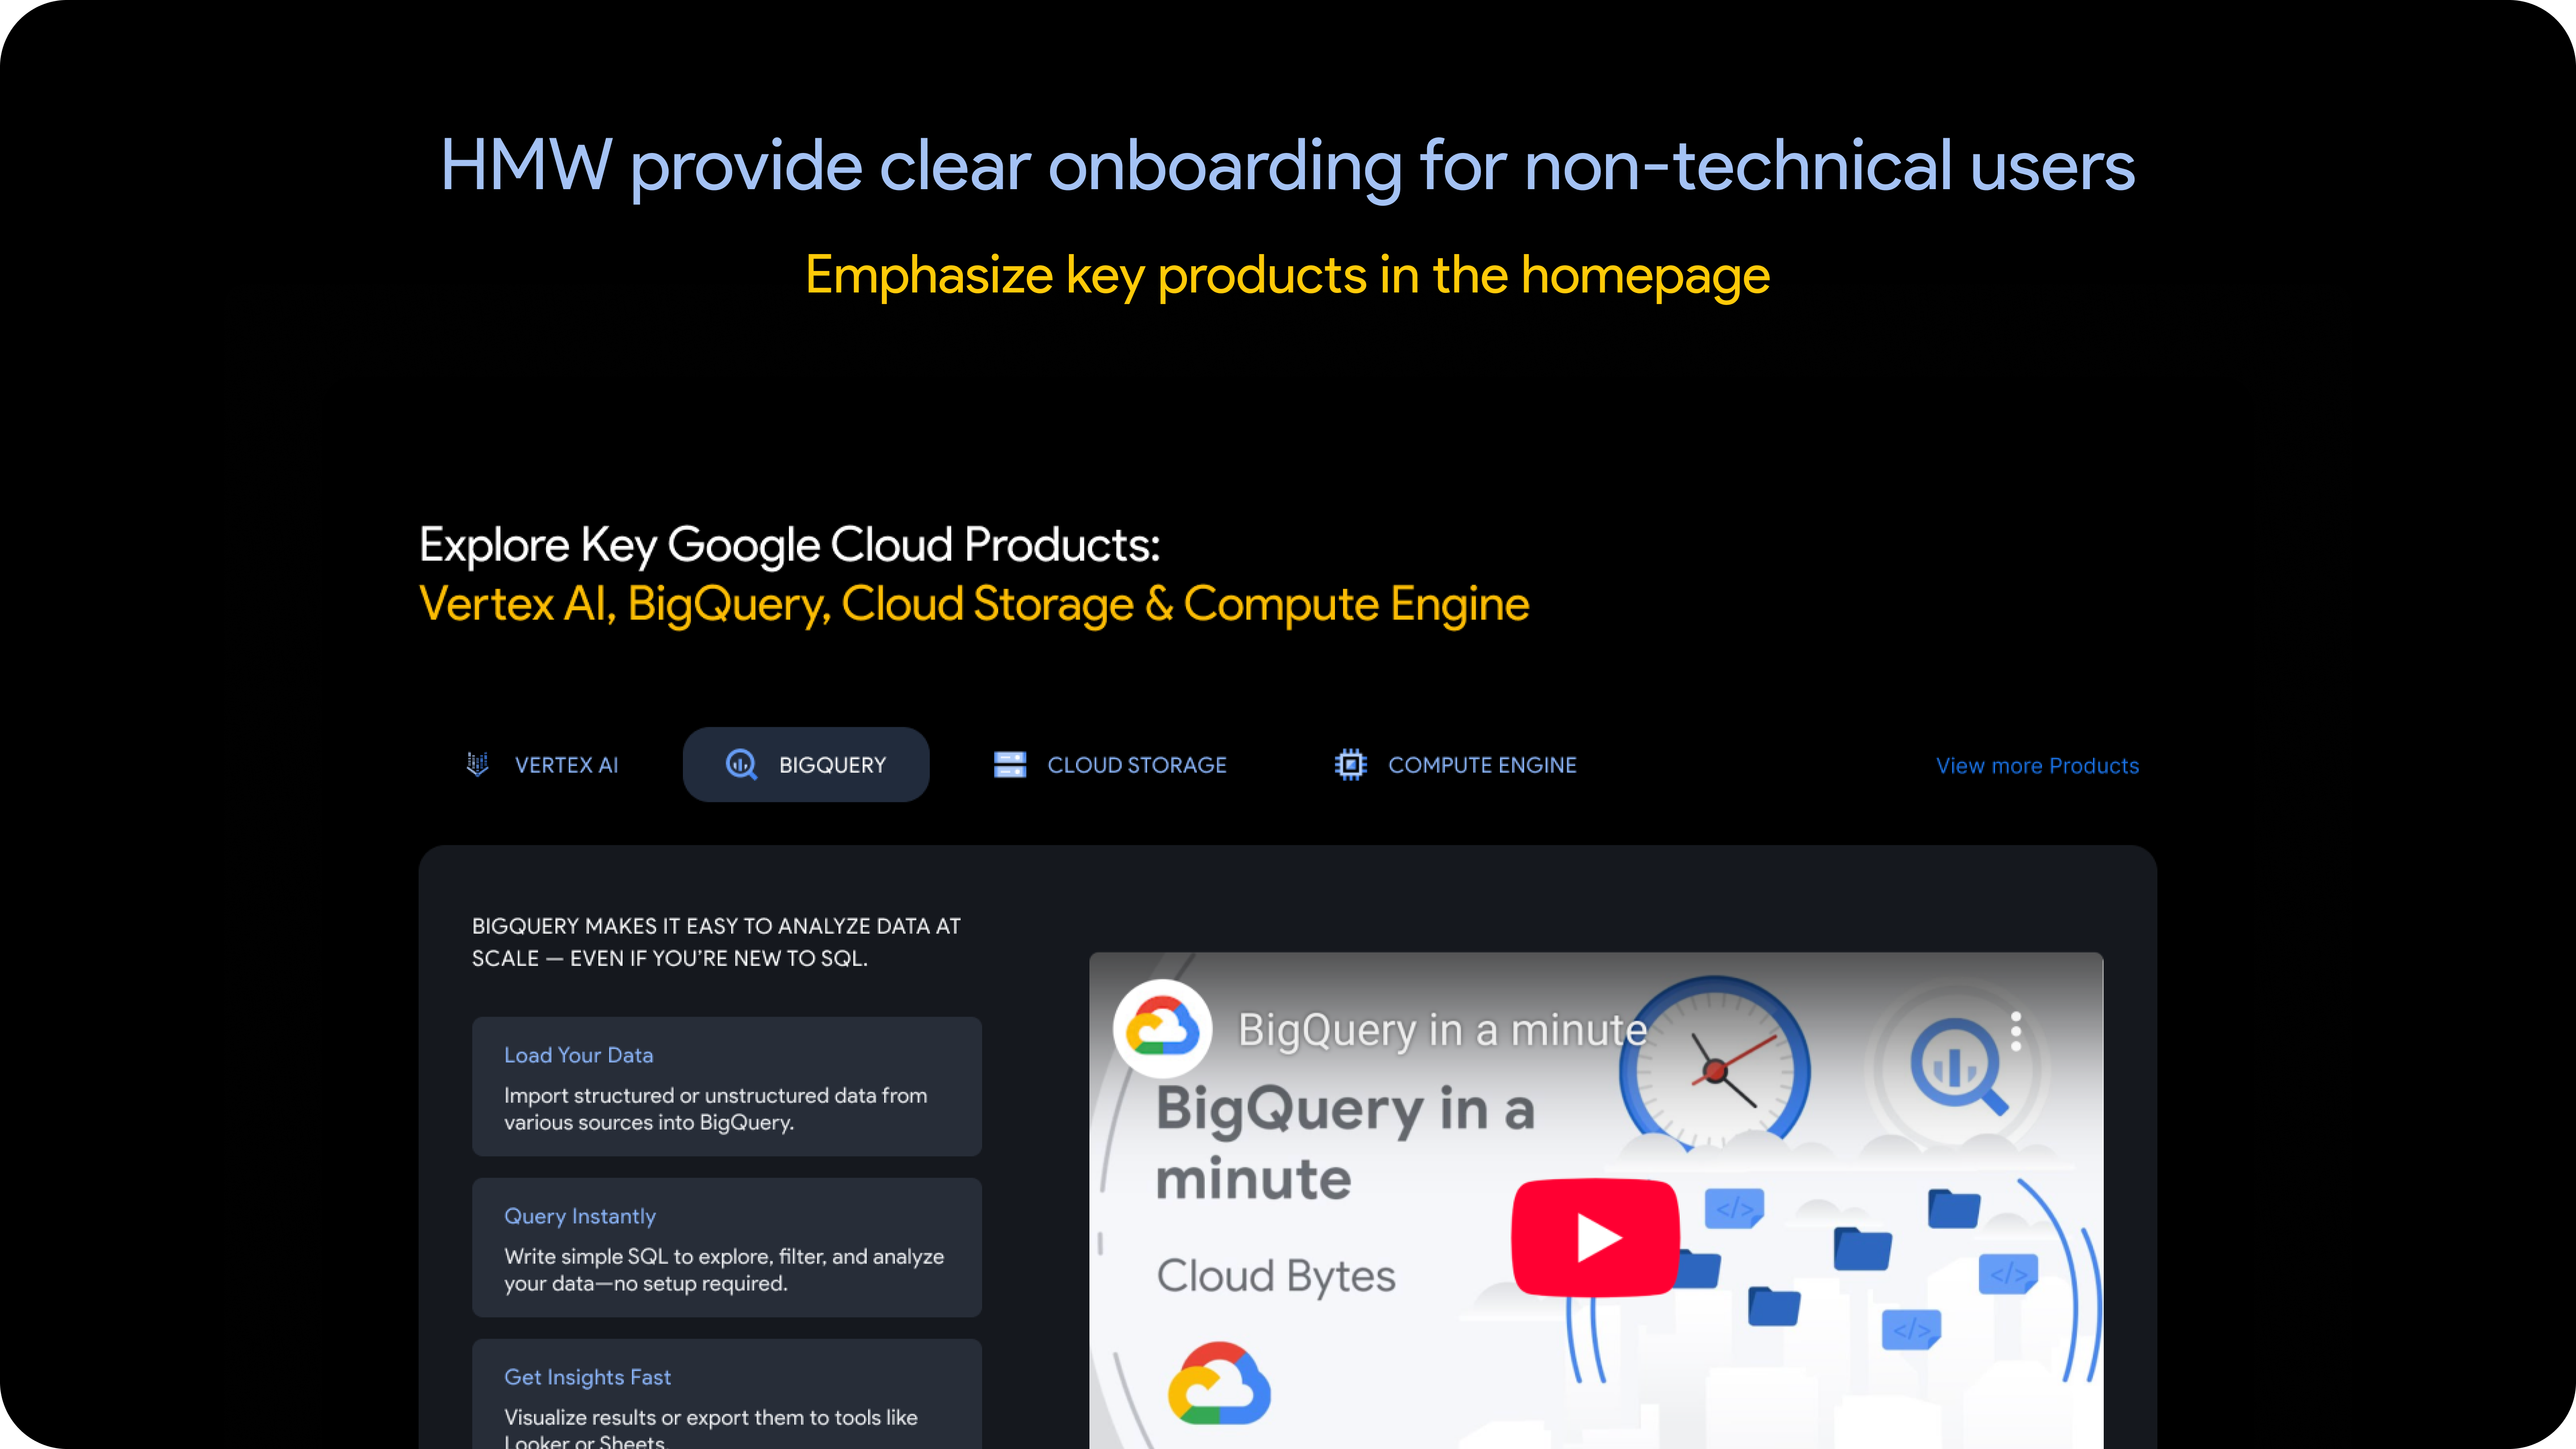 HMW provide clear onboarding for non-technical users
Emphasize key products in the homepage
Explore Key Google Cloud Products:
Vertex AI, BigQuery, Cloud Storage & Compute Engine
VERTEX AI
BIGQUERY
CLOUD STORAGE
COMPUTE ENGINE
View more Products
BIGQUERY MAKES IT EASY TO ANALYZE DATA AT
SCALE — EVEN IF YOU'RE NEW TO SQL.
Load Your Data
Import structured or unstructured data from
various sources into BigQuery.
Query Instantly
Write simple SQL to explore, filter, and analyze
your data—no setup required.
Get Insights Fast
Visualize results or export them to tools like
Looker or Sheets.
BigQuery in a minute
BigQuery in a
minute
Cloud Bytes